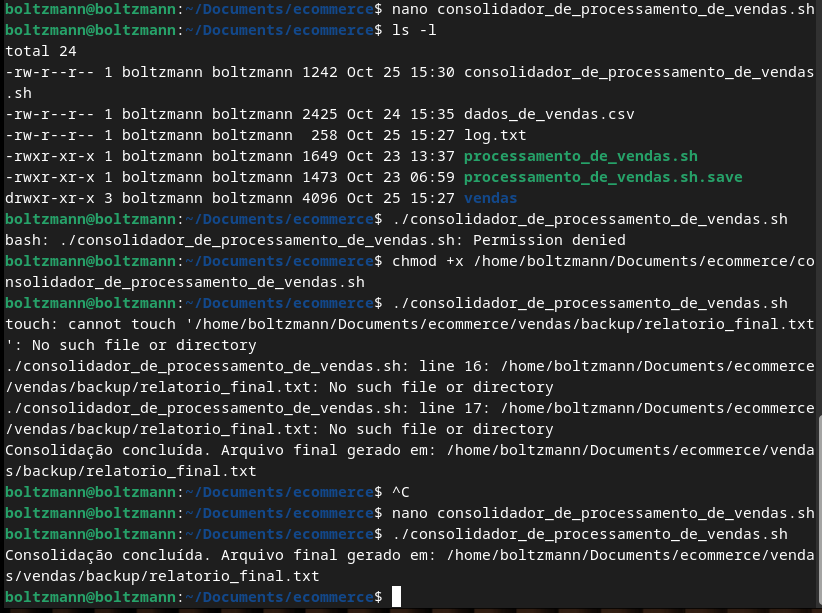 boltzmann@boltzmann:~/Documents/ecommerce$ nano consolidador_de_processamento_de_vendas.sh
boltzmann@boltzmann:~/Documents/ecommerce$ ls -l
total 24
-rw-r--r-- 1 boltzmann boltzmann 1242 Oct 25 15:30 consolidador_de_processamento_de_vendas
.sh
-rw-r--r-- 1 boltzmann boltzmann 2425 Oct 24 15:35 dados_de_vendas.csv
-rw-r--r-- 1 boltzmann boltzmann  258 Oct 25 15:27 log.txt
-rwxr-xr-x 1 boltzmann boltzmann 1649 Oct 23 13:37 processamento_de_vendas.sh
-rwxr-xr-x 1 boltzmann boltzmann 1473 Oct 23 06:59 processamento_de_vendas.sh.save
drwxr-xr-x 3 boltzmann boltzmann 4096 Oct 25 15:27 vendas
boltzmann@boltzmann:~/Documents/ecommerce$ ./consolidador_de_processamento_de_vendas.sh
bash: ./consolidador_de_processamento_de_vendas.sh: Permission denied
boltzmann@boltzmann:~/Documents/ecommerce$ chmod +x /home/boltzmann/Documents/ecommerce/co
nsolidador_de_processamento_de_vendas.sh
boltzmann@boltzmann:~/Documents/ecommerce$ ./consolidador_de_processamento_de_vendas.sh
touch: cannot touch '/home/boltzmann/Documents/ecommerce/vendas/backup/relatorio_final.txt
': No such file or directory
./consolidador_de_processamento_de_vendas.sh: line 16: /home/boltzmann/Documents/ecommerce
/vendas/backup/relatorio_final.txt: No such file or directory
./consolidador_de_processamento_de_vendas.sh: line 17: /home/boltzmann/Documents/ecommerce
/vendas/backup/relatorio_final.txt: No such file or directory
Consolidação concluída. Arquivo final gerado em: /home/boltzmann/Documents/ecommerce/venda
s/backup/relatorio_final.txt
boltzmann@boltzmann:~/Documents/ecommerce$ ^C
boltzmann@boltzmann:~/Documents/ecommerce$ nano consolidador_de_processamento_de_vendas.sh
boltzmann@boltzmann:~/Documents/ecommerce$ ./consolidador_de_processamento_de_vendas.sh
Consolidação concluída. Arquivo final gerado em: /home/boltzmann/Documents/ecommerce/venda
s/vendas/backup/relatorio_final.txt
boltzmann@boltzmann:~/Documents/ecommerce$